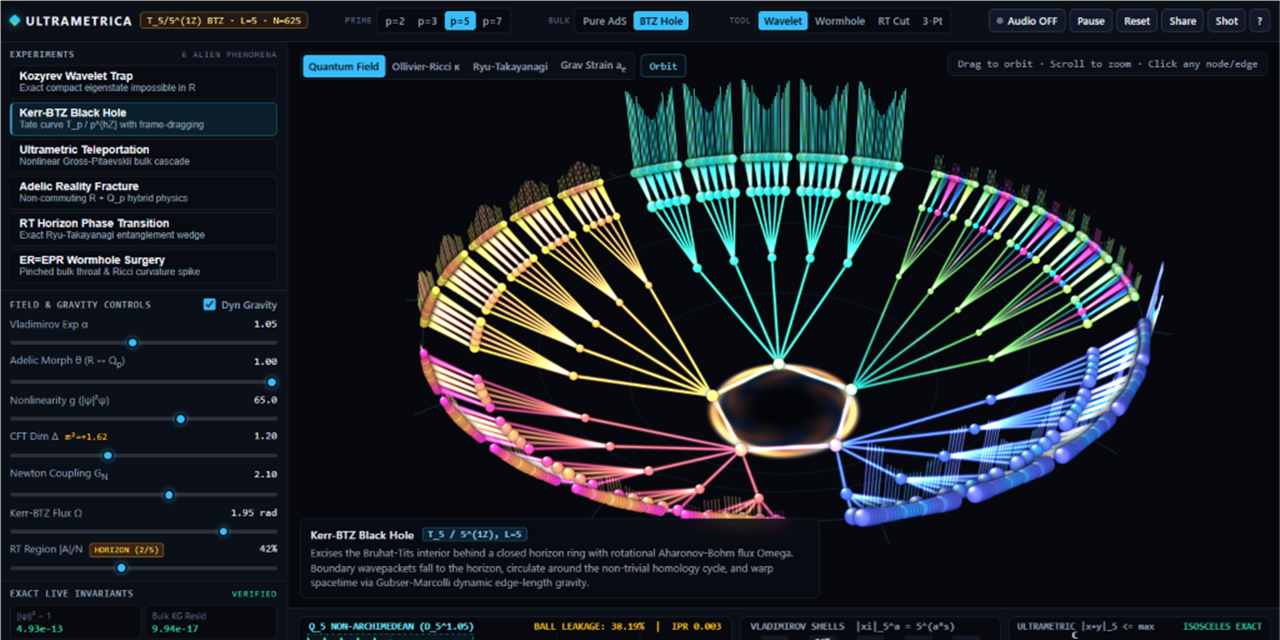 ULTRAMETRICA
T_5/5^(1Z) BTZ · L=5 · N=625
PRIME p=2 p=3 p=5 p=7
BULK Pure AdS BTZ Hole
TOOL Wavelet Wormhole RT Cut 3-Pt
Audio OFF Pause Reset Share Shot ?
EXPERIMENTS 6 ALIEN PHENOMENA
Kozyrev Wavelet Trap
Exact compact eigenstate impossible in R
Kerr-BTZ Black Hole
Tate curve T_p / p^{hZ} with frame-dragging
Ultrametric Teleportation
Nonlinear Gross-Pitaevskii bulk cascade
Adelic Reality Fracture
Non-commuting R + Q_p hybrid physics
RT Horizon Phase Transition
Exact Ryu-Takayanagi entanglement wedge
ER=EPR Wormhole Surgery
Pinched bulk throat & Ricci curvature spike
FIELD & GRAVITY CONTROLS Dyn Gravity
Vladimirov Exp α 1.05
Adelic Morph θ (R ↔ Qp) 1.00
Nonlinearity g (|ψ|²ψ) 65.0
CFT Dim Δ m²=+1.62 1.20
Newton Coupling GN 2.10
Kerr-BTZ Flux Ω 1.95 rad
RT Region |A|/N HORIZON (2/5) 42%
EXACT LIVE INVARIANTS VERIFIED
|ψ|² − 1 Bulk KG Resid
4.93e-13 9.94e-17
Quantum Field Ollivier-Ricci κ Ryu-Takayanagi Grav Strain ae Orbit
Drag to orbit · Scroll to zoom · Click any node/edge
Kerr-BTZ Black Hole T_5 / 5^(1Z), L=5
Excises the Bruhat-Tits interior behind a closed horizon ring with rotational Aharonov-Bohm flux Omega.
Boundary wavepackets fall to the horizon, circulate around the non-trivial homology cycle, and warp
spacetime via Gubser-Marcolli dynamic edge-length gravity.
Q_5 NON-ARCHIMEDEAN (D_5^1.05) BALL LEAKAGE: 38.19% | IPR 0.003
VLADIMIROV SHELLS |xi|_5^a = 5^(a*s)
ULTRAMETRIC |x+y|_5 <= max ISOSCELES EXACT